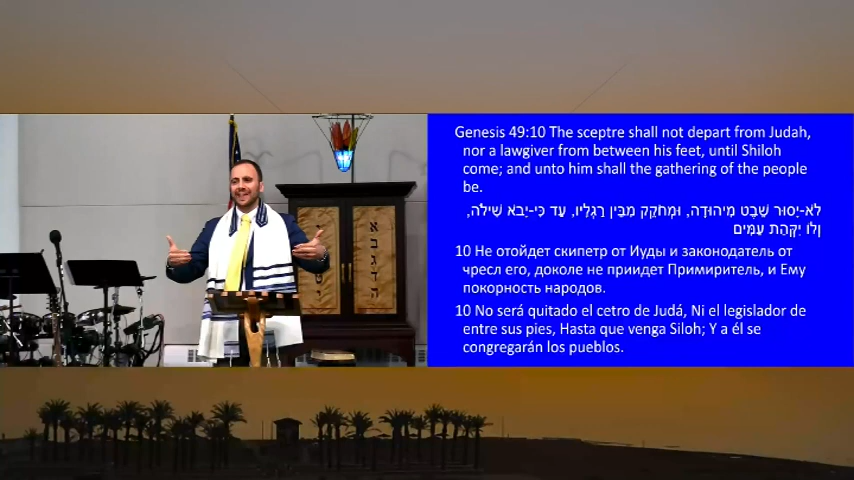 Genesis 49:10 The sceptre shall not depart from Judah,
nor a lawgiver from between his feet, until Shiloh
come; and unto him shall the gathering of the people
be.
לֹא-יָסוּר שֵׁבֶט מִיהוּדָה, וּמְחֹקֵק מִבֵּין רַגְלָיו, עַד כִּי-יָבֹא שִׁילֹה,
וְלוֹ יִקְּהַת עַמִּים
10 Не отойдет скипетр от Иуды и законодатель от
чресл его, доколе не приидет Примиритель, и Ему
покорность народов.
10 No será quitado el cetro de Judá, Ni el legislador de
entre sus pies, Hasta que venga Siloh; Y a él se
congregarán los pueblos.
א
ב
ג
ד
ה